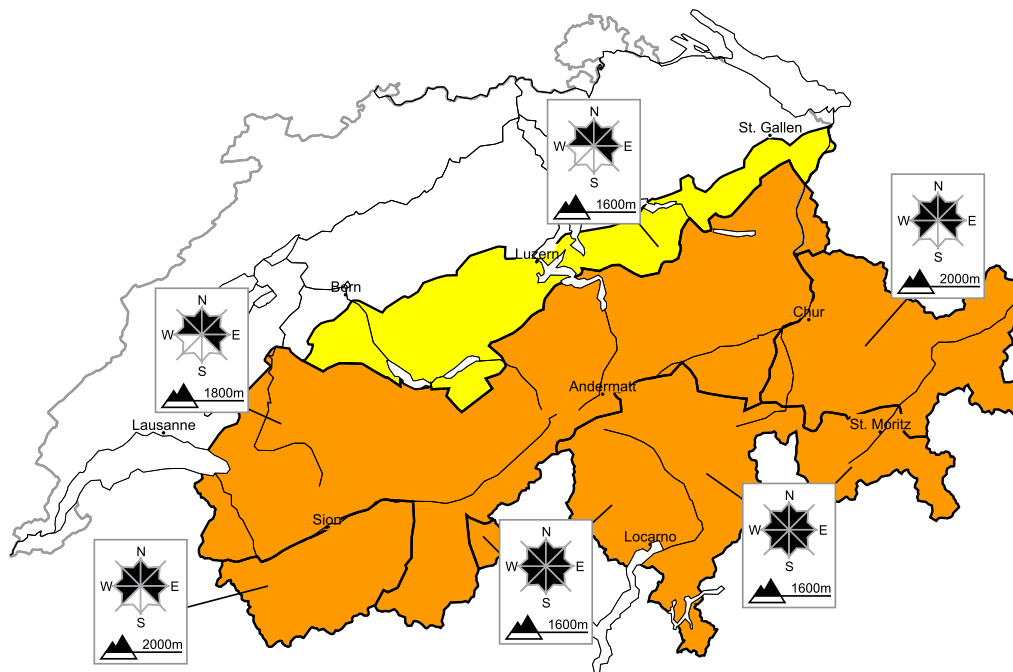 N
W E
S
1600m
St. Gallen
N
W E
S
2000m
Luzern
Bern
N
W E
S
1800m
Chur
Andermatt
Lausanne
St. Moritz
N
W E
S
1600m
Sion
Locarno
N
W E
S
1600m
N
W E
S
2000m